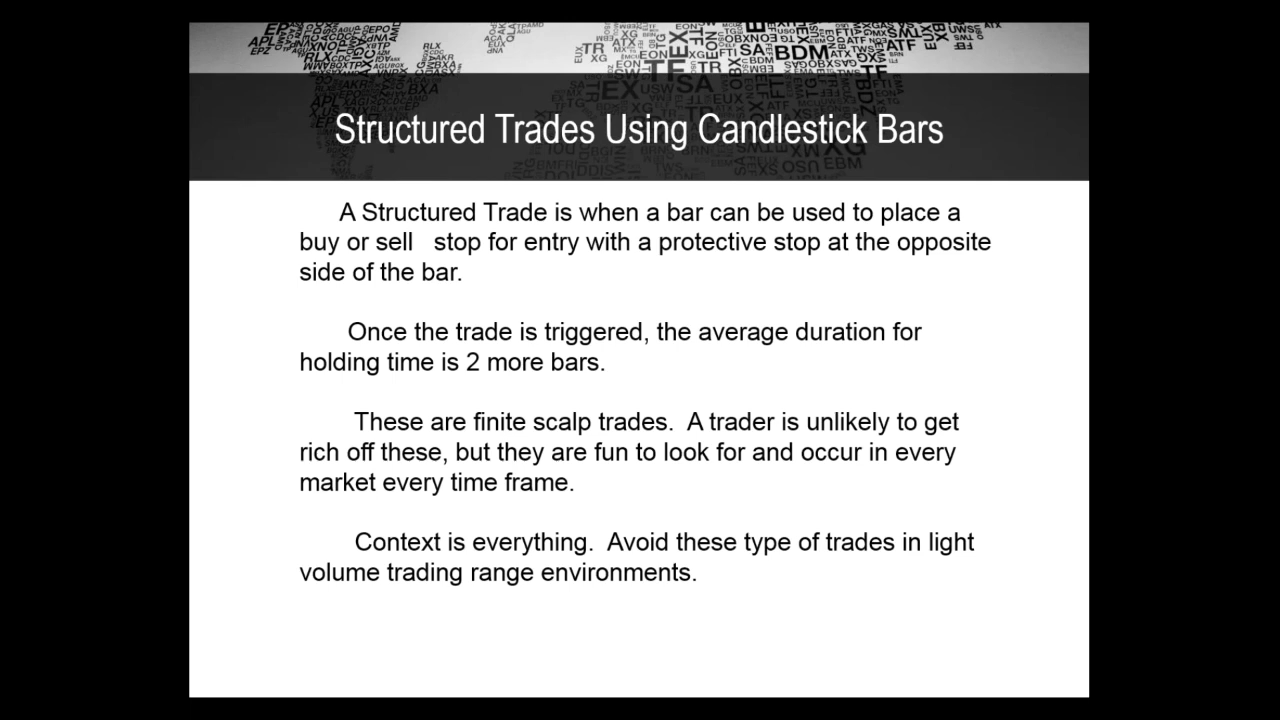 Structured Trades Using Candlestick Bars
A Structured Trade is when a bar can be used to place a
buy or sell   stop for entry with a protective stop at the opposite
side of the bar.
Once the trade is triggered, the average duration for
holding time is 2 more bars.
These are finite scalp trades.  A trader is unlikely to get
rich off these, but they are fun to look for and occur in every
market every time frame.
Context is everything.  Avoid these type of trades in light
volume trading range environments.